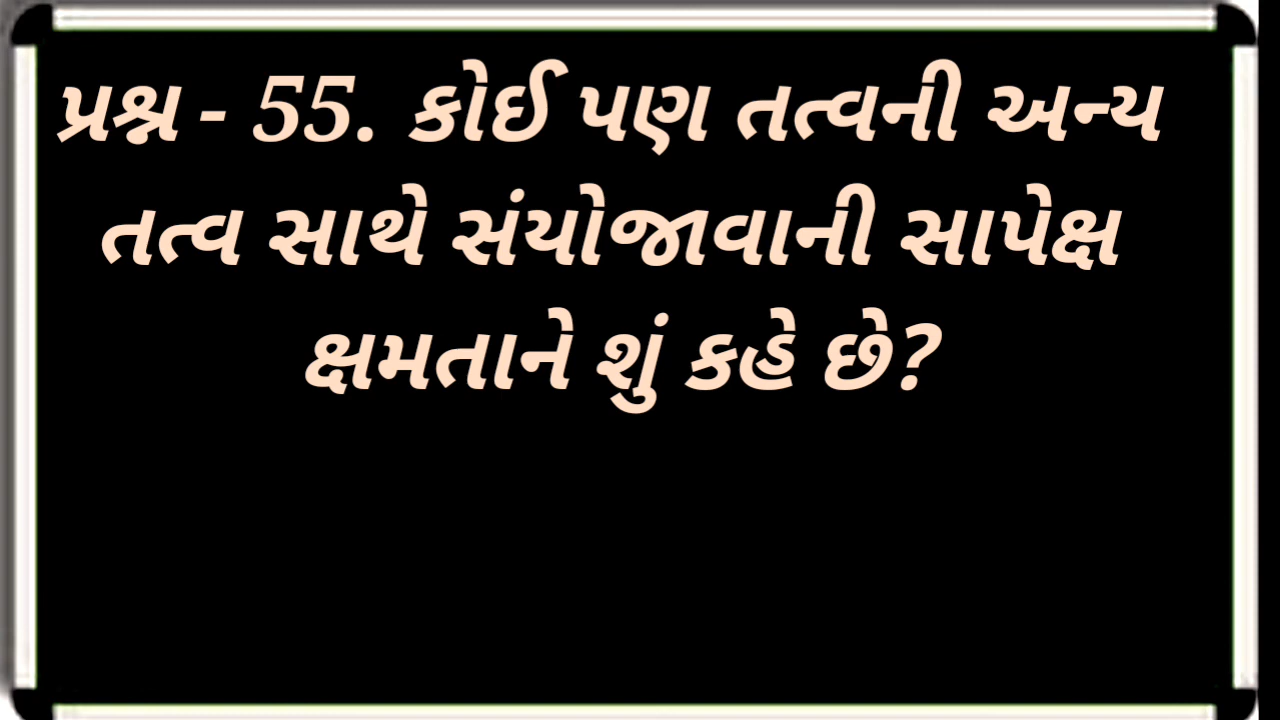 પ્રશ્ન - 55. કોઈ પણ તત્વની અન્ય
તત્વ સાથે સંયોજાવાની સાપેક્ષ
ક્ષમતાને શું કહે છે?